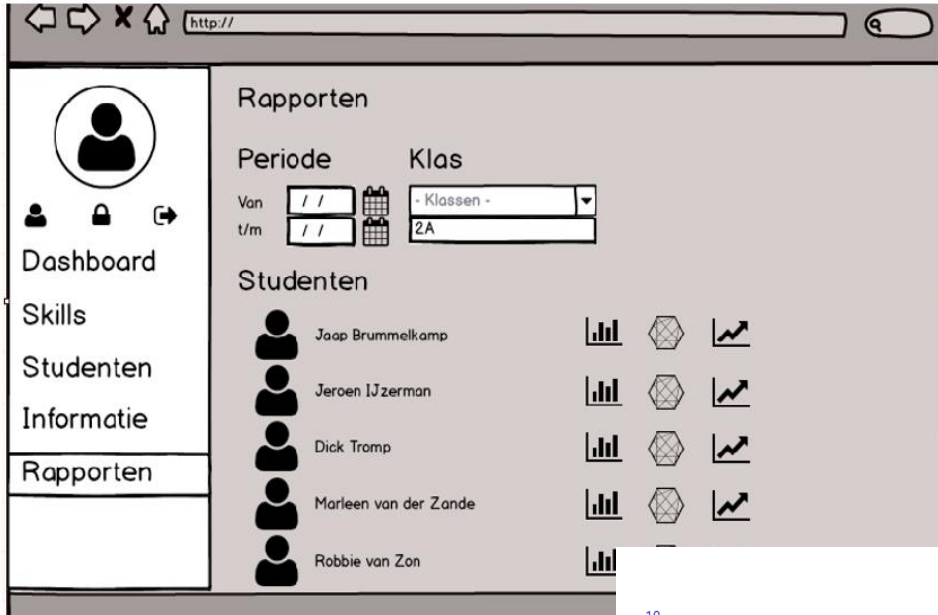 http://
Rapporten
Periode
Klas
Van / /
- Klassen -
t/m / /
2A
Dashboard
Skills
Studenten
Informatie
Rapporten
Studenten
Jaap Brummelkamp
Jeroen IJzerman
Dick Tromp
Marleen van der Zande
Robbie van Zon